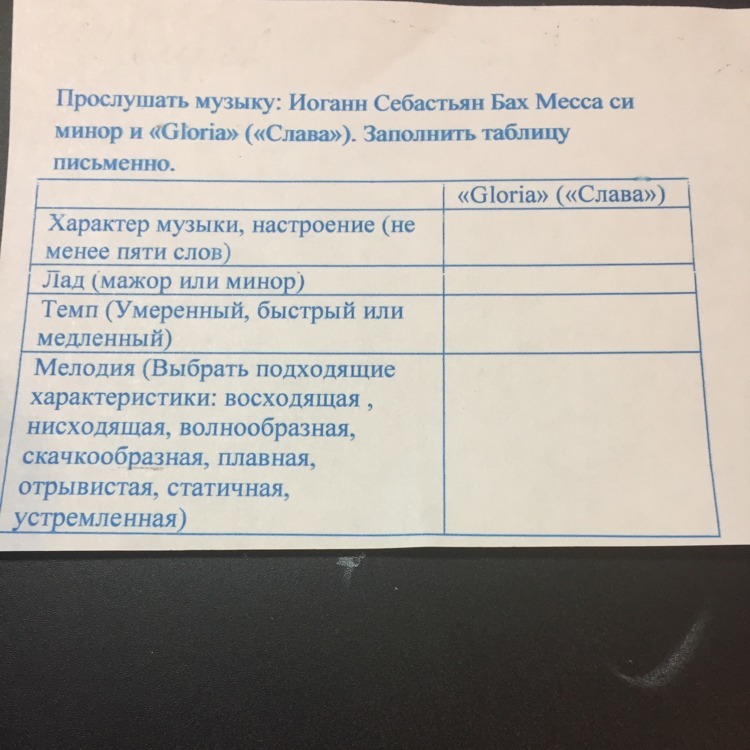 Прослушать музыку: Иоганн Себастьян Бах Месса си
минор и «Gloria» («Слава»). Заполнить таблицу
письменно.
«Gloria» («Слава»)
Характер музыки, настроение (не
менее пяти слов)
Лад (мажор или минор)
Темп (Умеренный, быстрый или
медленный)
Мелодия (Выбрать подходящие
характеристики: восходящая ,
нисходящая, волнообразная,
скачкообразная, плавная,
отрывистая, статичная,
устремленная)